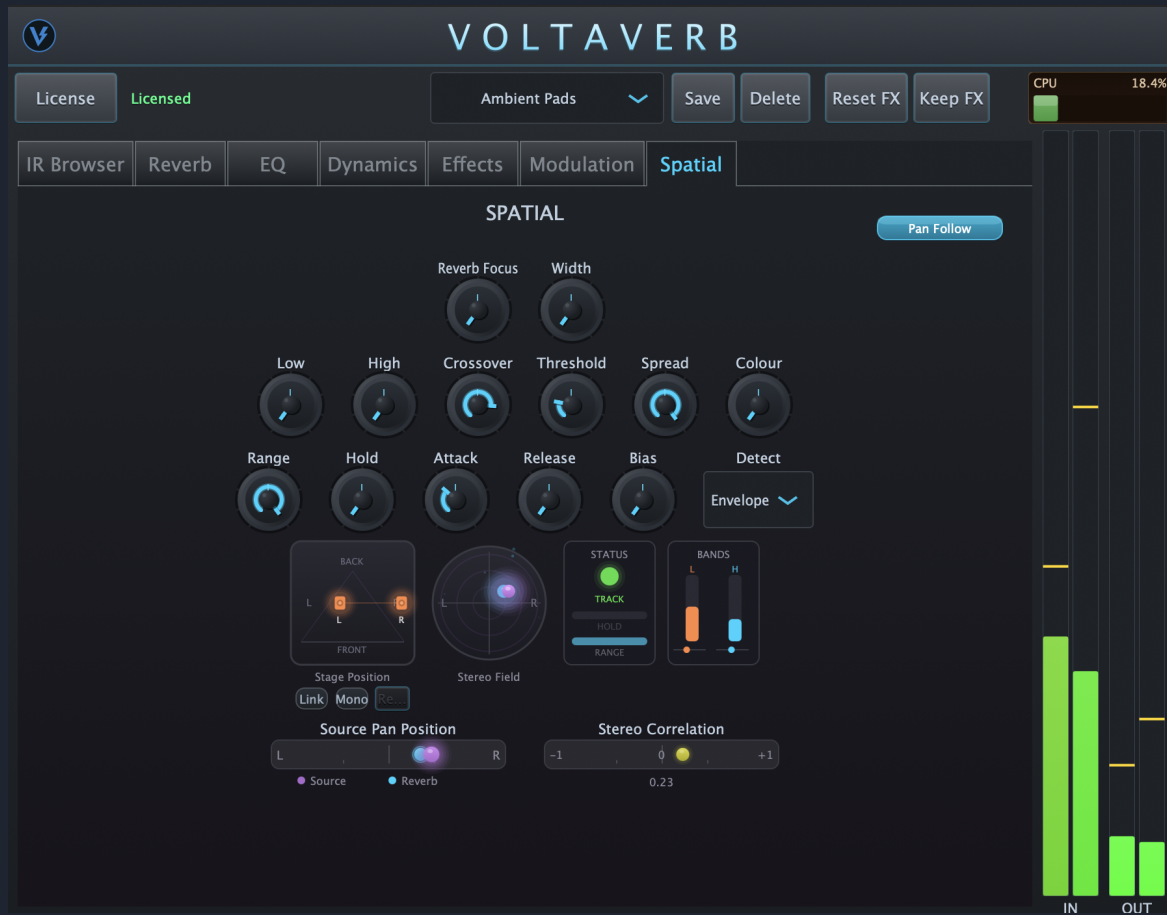 VOLTAVERB
License Licensed Ambient Pads Save Delete Reset FX Keep FX CPU 18.4%
IR Browser Reverb EQ Dynamics Effects Modulation Spatial
SPATIAL
Pan Follow
Reverb Focus Width
Low High Crossover Threshold Spread Colour
Range Hold Attack Release Bias Detect
Envelope
BACK
L R
L R
FRONT
Stage Position
Link Mono Re...
L R
Stereo Field
STATUS
TRACK
HOLD
RANGE
BANDS
L H
Source Pan Position
L R
Source Reverb
Stereo Correlation
-1 0 +1
0.23
IN OUT